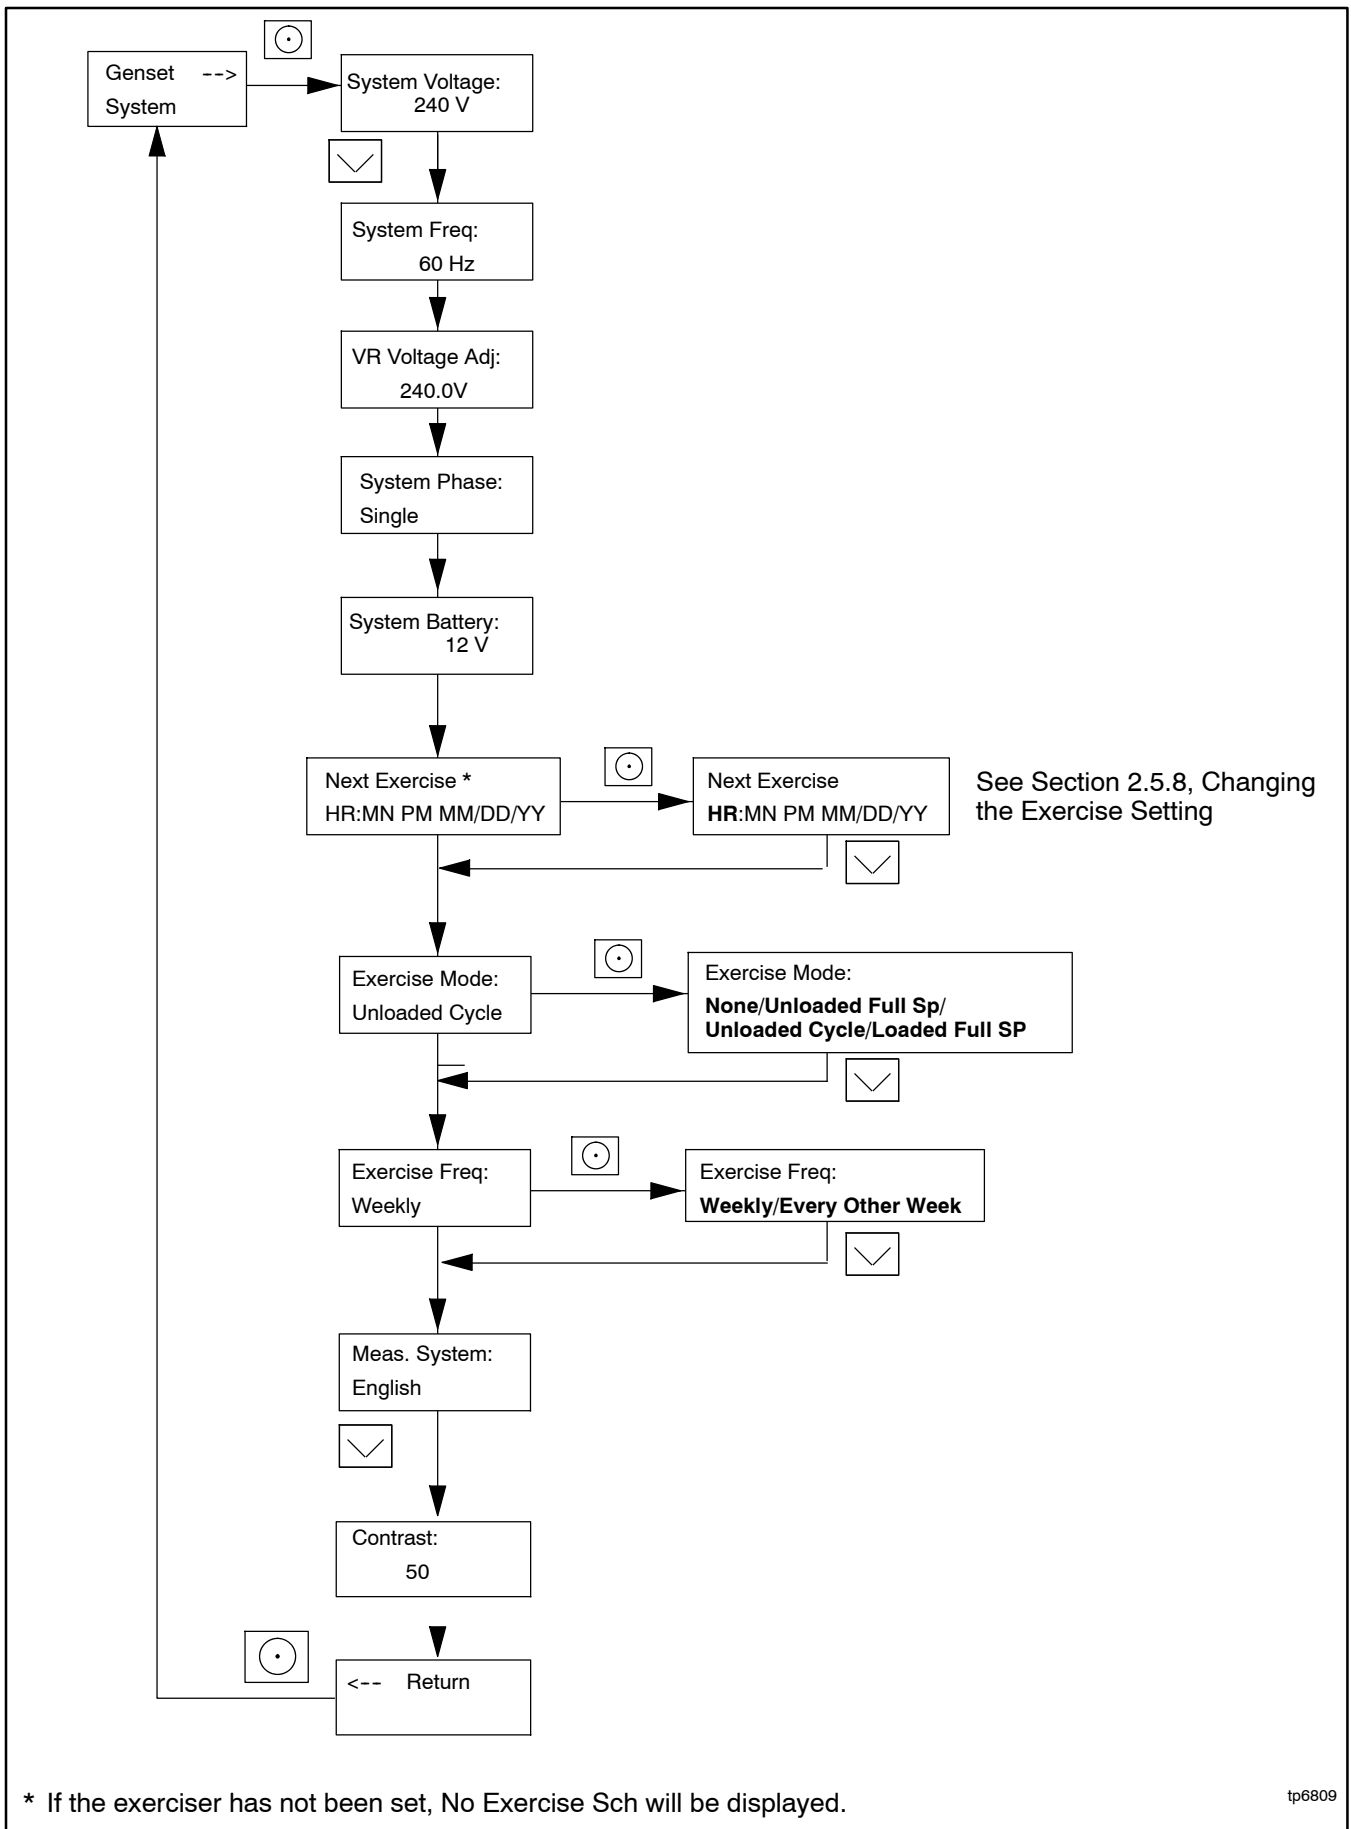 Genset -->
System
System Voltage:
240 V
System Freq:
60 Hz
VR Voltage Adj:
240.0V
System Phase:
Single
System Battery:
12 V
Next Exercise *
HR:MN PM MM/DD/YY
Next Exercise
HR:MN PM MM/DD/YY
See Section 2.5.8, Changing
the Exercise Setting
Exercise Mode:
Unloaded Cycle
Exercise Mode:
None/Unloaded Full Sp/
Unloaded Cycle/Loaded Full SP
Exercise Freq:
Weekly
Exercise Freq:
Weekly/Every Other Week
Meas. System:
English
Contrast:
50
<-- Return
* If the exerciser has not been set, No Exercise Sch will be displayed.
tp6809